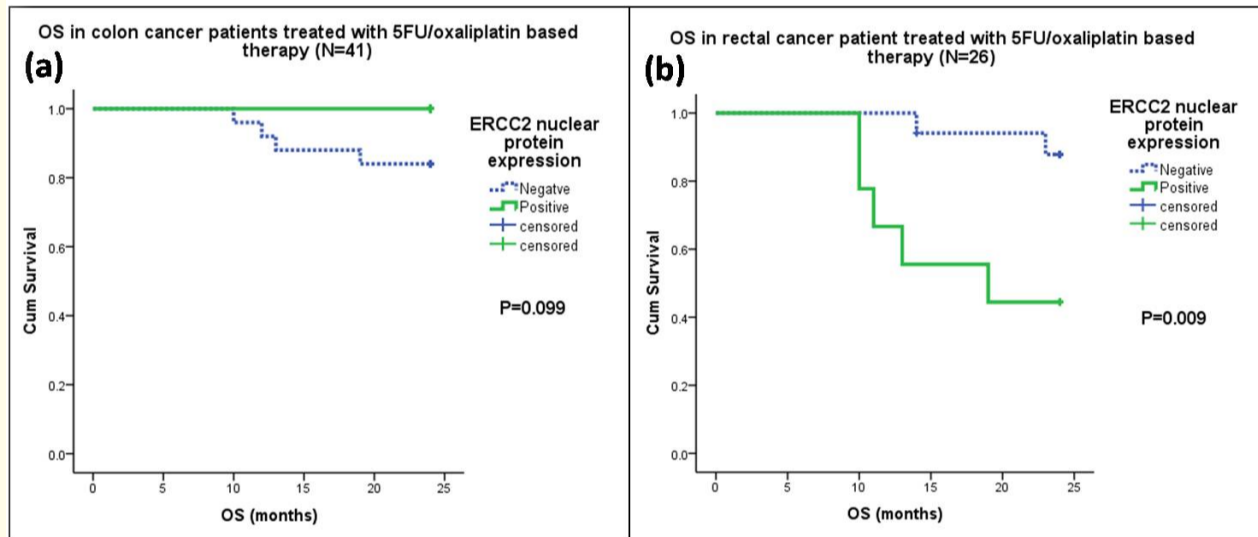 OS in colon cancer patients treated with 5FU/oxaliplatin based
therapy (N=41)
(a)
1.0
0.8
0.6
0.4
0.2
0.0
Cum Survival
0 5 10 15 20 25
OS (months)
ERCC2 nuclear
protein
expression
Negatve
Positive
censored
censored
P=0.099
OS in rectal cancer patient treated with 5FU/oxaliplatin based
therapy (N=26)
(b)
1.0
0.8
0.6
0.4
0.2
0.0
Cum Survival
0 5 10 15 20 25
OS (months)
ERCC2 nuclear
protein
expression
Negative
Positive
censored
censored
P=0.009